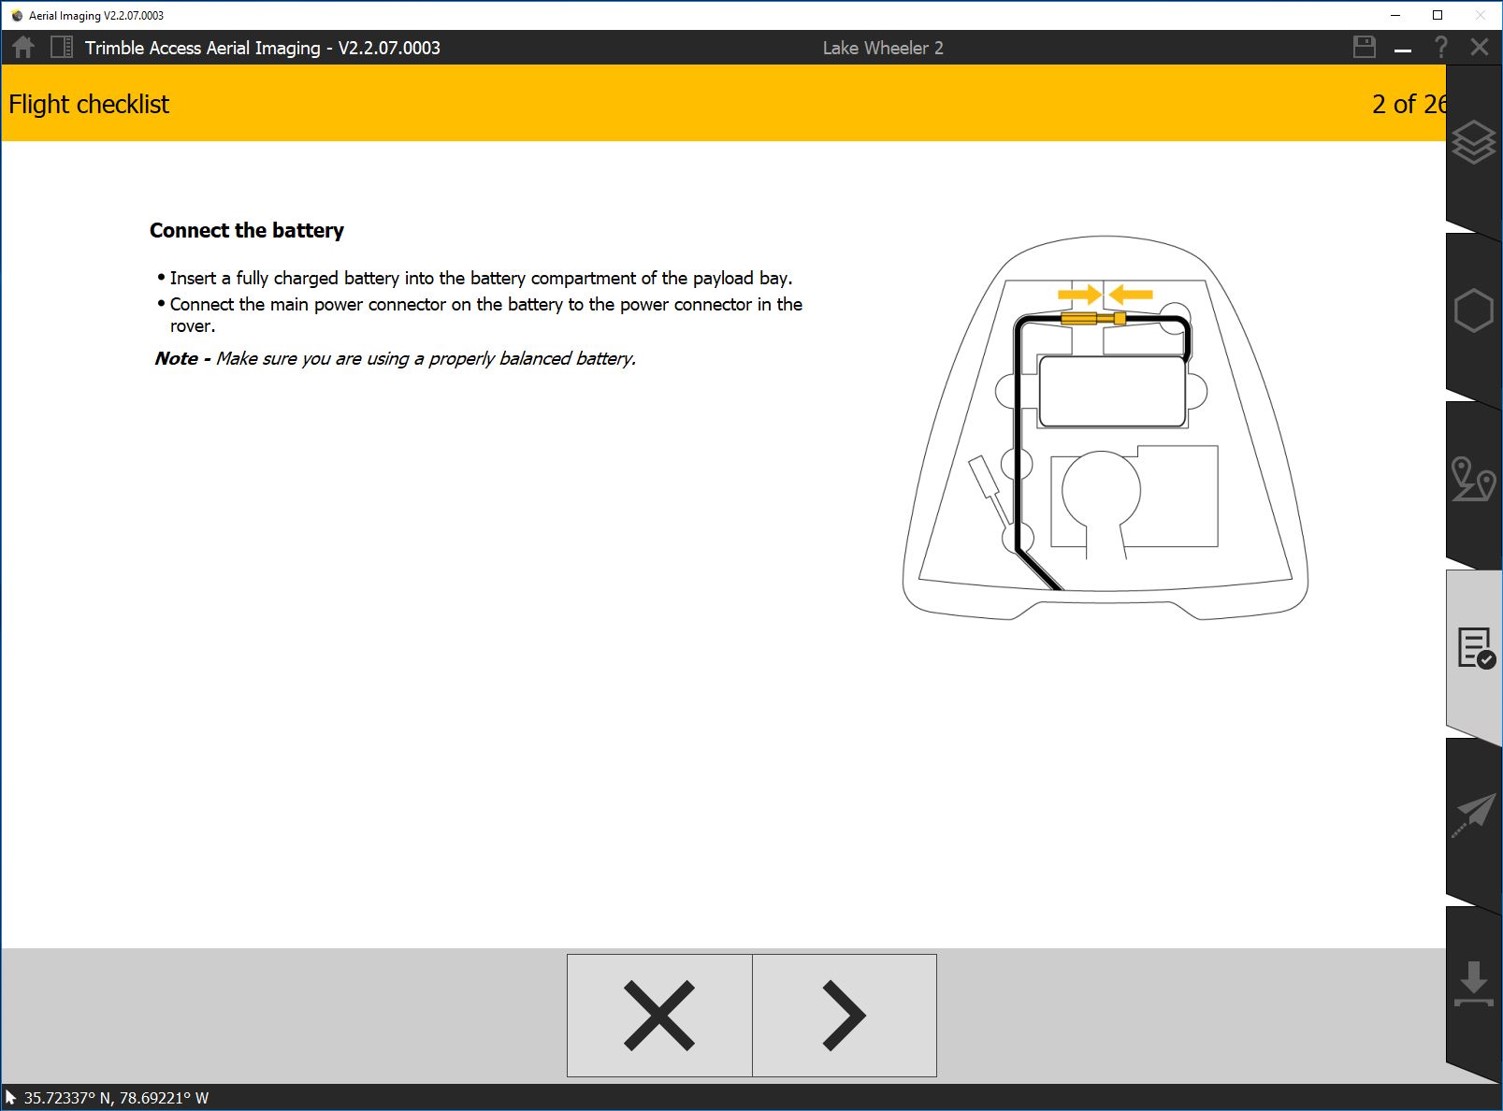 Aerial Imaging V2.2.07.0003
Trimble Access Aerial Imaging - V2.2.07.0003
Lake Wheeler 2
?
Flight checklist
2 of 26
Connect the battery
• Insert a fully charged battery into the battery compartment of the payload bay.
• Connect the main power connector on the battery to the power connector in the
rover.
Note - Make sure you are using a properly balanced battery.
35.72337° N, 78.69221° W